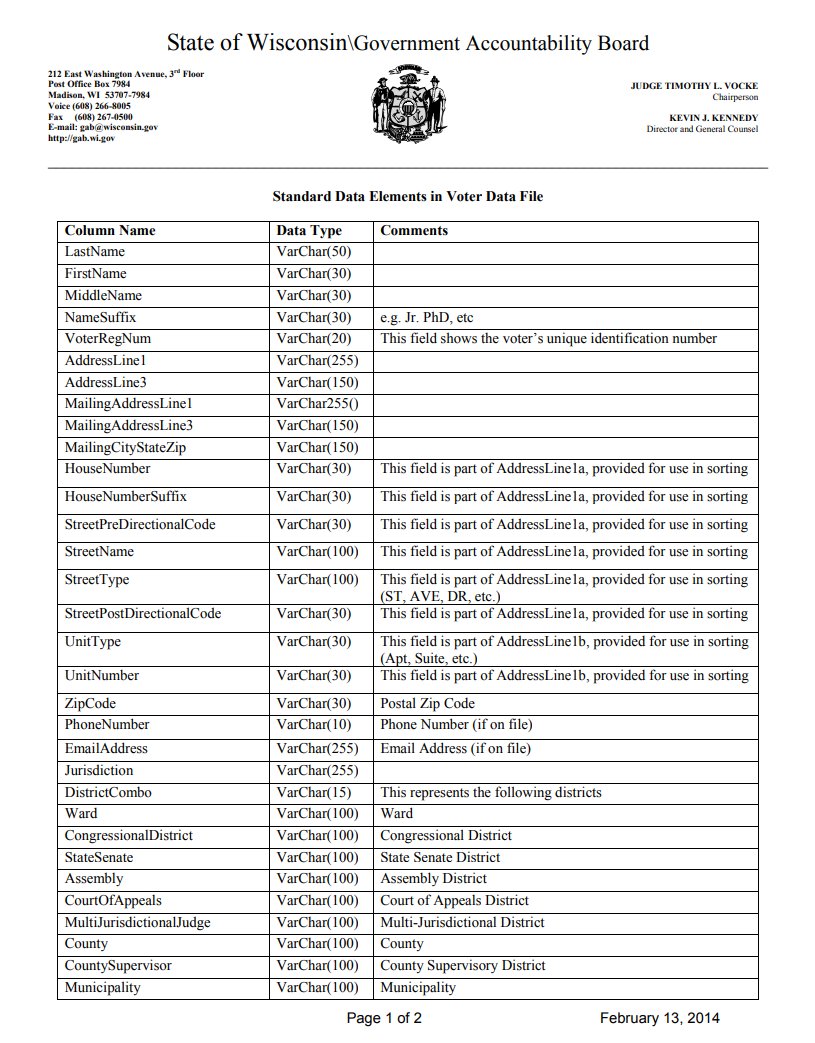 State of Wisconsin\Government Accountability Board
212 East Washington Avenue, 3rd Floor
Post Office Box 7984
Madison, WI 53707-7984
Voice (608) 266-8005
Fax (608) 267-0500
E-mail: gab@wisconsin.gov
http://gab.wi.gov
FORWARD
JUDGE TIMOTHY L. VOCKE
Chairperson
KEVIN J. KENNEDY
Director and General Counsel
Standard Data Elements in Voter Data File
Column Name Data Type Comments
LastName VarChar(50)
FirstName VarChar(30)
MiddleName VarChar(30)
NameSuffix VarChar(30) e.g. Jr. PhD, etc
VoterRegNum VarChar(20) This field shows the voter’s unique identification number
AddressLine1 VarChar(255)
AddressLine3 VarChar(150)
MailingAddressLine1 VarChar255()
MailingAddressLine3 VarChar(150)
MailingCityStateZip VarChar(150)
HouseNumber VarChar(30) This field is part of AddressLine1a, provided for use in sorting
HouseNumberSuffix VarChar(30) This field is part of AddressLine1a, provided for use in sorting
StreetPreDirectionalCode VarChar(30) This field is part of AddressLine1a, provided for use in sorting
StreetName VarChar(100) This field is part of AddressLine1a, provided for use in sorting
StreetType VarChar(100) This field is part of AddressLine1a, provided for use in sorting
(ST, AVE, DR, etc.)
StreetPostDirectionalCode VarChar(30) This field is part of AddressLine1a, provided for use in sorting
UnitType VarChar(30) This field is part of AddressLine1b, provided for use in sorting
(Apt, Suite, etc.)
UnitNumber VarChar(30) This field is part of AddressLine1b, provided for use in sorting
ZipCode VarChar(30) Postal Zip Code
PhoneNumber VarChar(10) Phone Number (if on file)
EmailAddress VarChar(255) Email Address (if on file)
Jurisdiction VarChar(255)
DistrictCombo VarChar(15) This represents the following districts
Ward VarChar(100) Ward
CongressionalDistrict VarChar(100) Congressional District
StateSenate VarChar(100) State Senate District
Assembly VarChar(100) Assembly District
CourtOfAppeals VarChar(100) Court of Appeals District
MultiJurisdictionalJudge VarChar(100) Multi-Jurisdictional District
County VarChar(100) County
CountySupervisor VarChar(100) County Supervisory District
Municipality VarChar(100) Municipality
Page 1 of 2 February 13, 2014